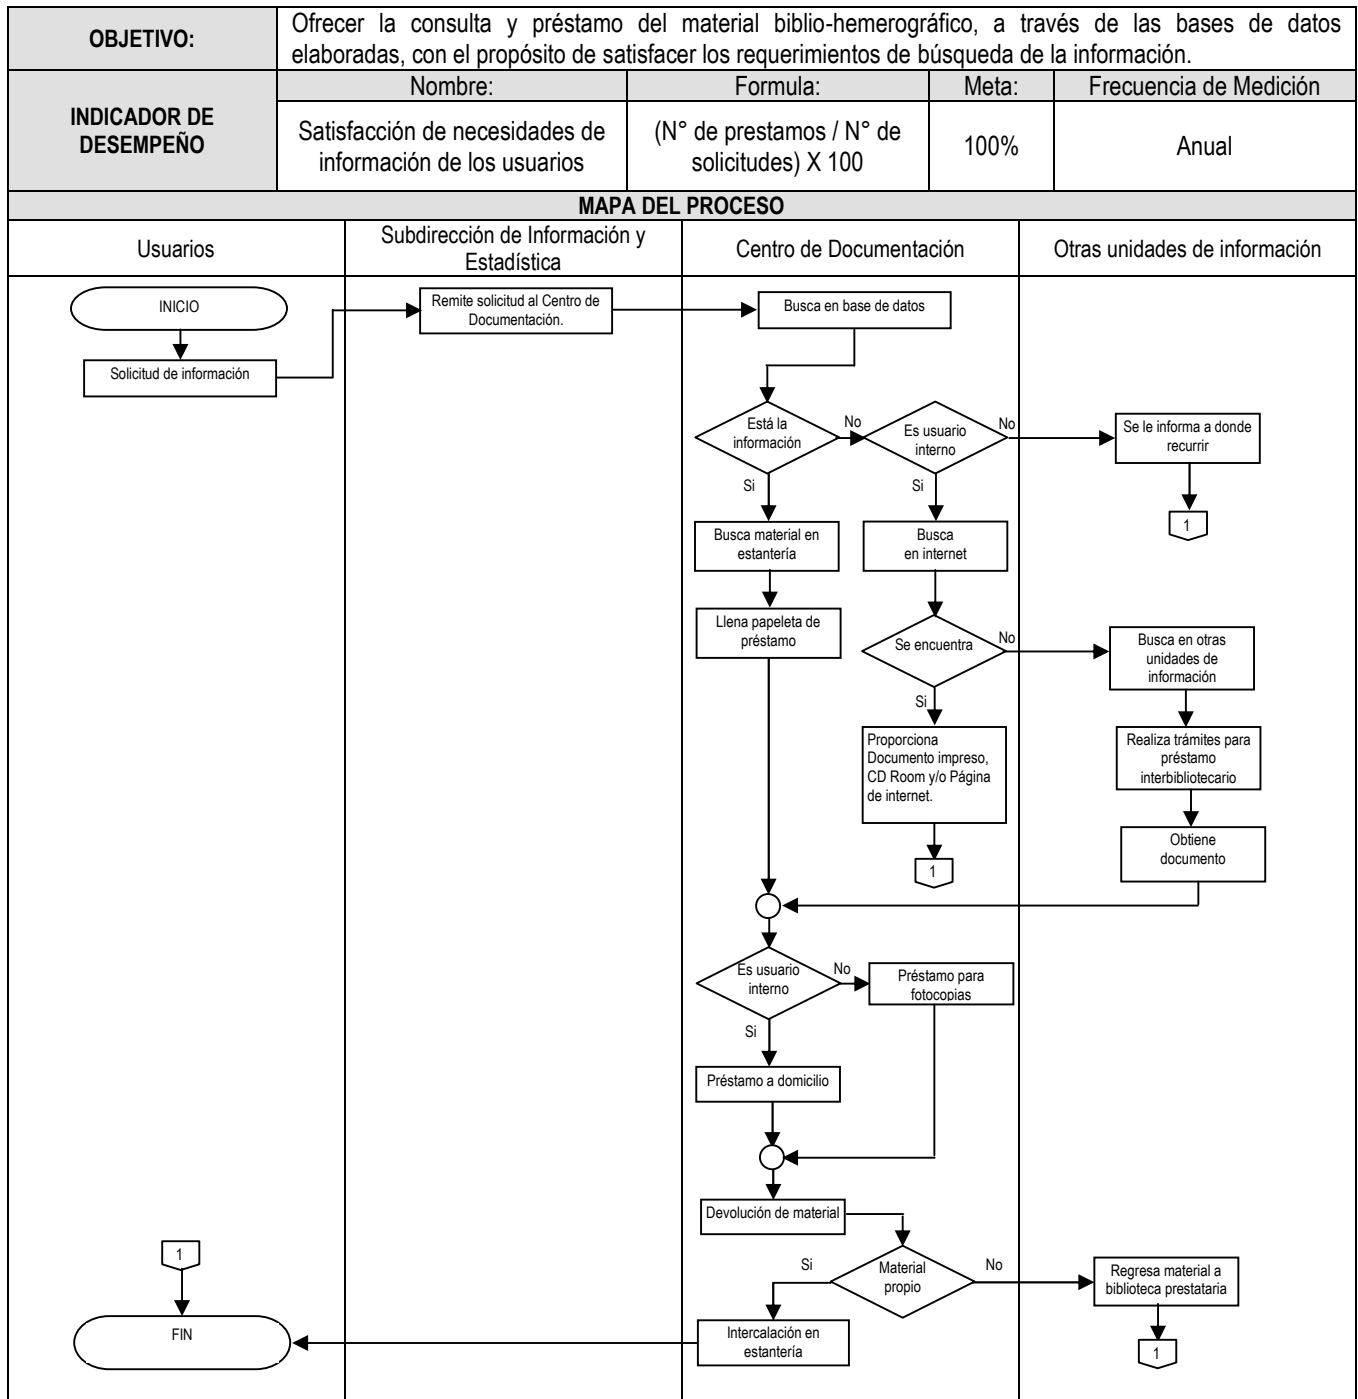 OBJETIVO:
Ofrecer la consulta y préstamo del material biblio-hemerográfico, a través de las bases de datos
elaboradas, con el propósito de satisfacer los requerimientos de búsqueda de la información.
INDICADOR DE
DESEMPEÑO
Nombre:
Formula:
Meta:
Frecuencia de Medición
Satisfacción de necesidades de
información de los usuarios
(N° de prestamos / N° de
solicitudes) X 100
100%
Anual
MAPA DEL PROCESO
Usuarios
Subdirección de Información y
Estadística
Centro de Documentación
Otras unidades de información
INICIO
Solicitud de información
Remite solicitud al Centro de
Documentación.
Busca en base de datos
Está la
información
No
Es usuario
interno
No
Se le informa a donde
recurrir
1
Si
Si
Busca material en
estantería
Busca
en internet
Llena papeleta de
préstamo
Se encuentra
No
Busca en otras
unidades de
información
Si
Proporciona
Documento impreso,
CD Room y/o Página
de internet.
Realiza trámites para
préstamo
interbibliotecario
Obtiene
documento
1
Es usuario
interno
No
Préstamo para
fotocopias
Si
Préstamo a domicilio
Devolución de material
Material
propio
Si
No
Regresa material a
biblioteca prestataria
1
Intercalación en
estantería
1
FIN